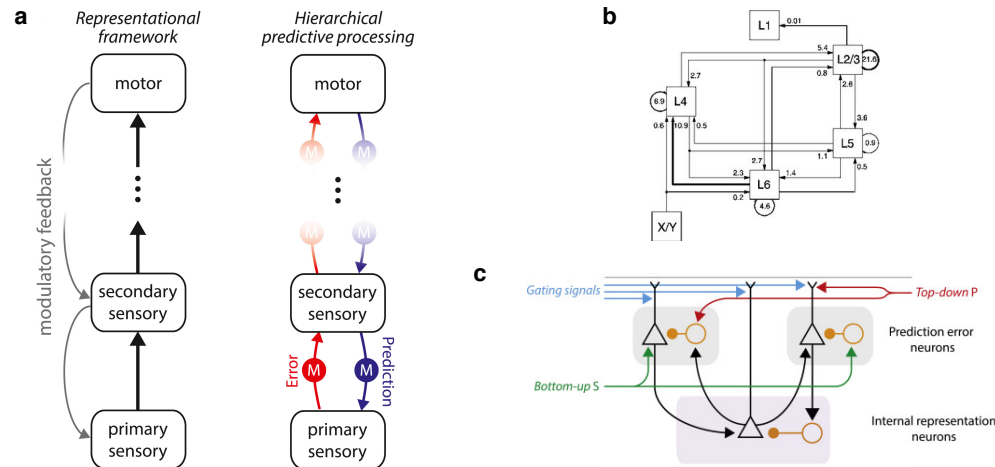 a
Representational
framework
Hierarchical
predictive processing
motor
motor
M
M
modulatory feedback
M
M
secondary
sensory
secondary
sensory
Error
M
M
Prediction
primary
sensory
primary
sensory
b
L1
0.01
5.4
L2/3
21.6
0.8
2.7
2.6
6.9
L4
0.6
10.9
0.5
3.6
L5
0.9
1.1
2.7
0.5
2.3
1.4
L6
0.2
4.6
X/Y
c
Gating signals
Top-down P
Prediction error
neurons
Bottom-up S
Internal representation
neurons